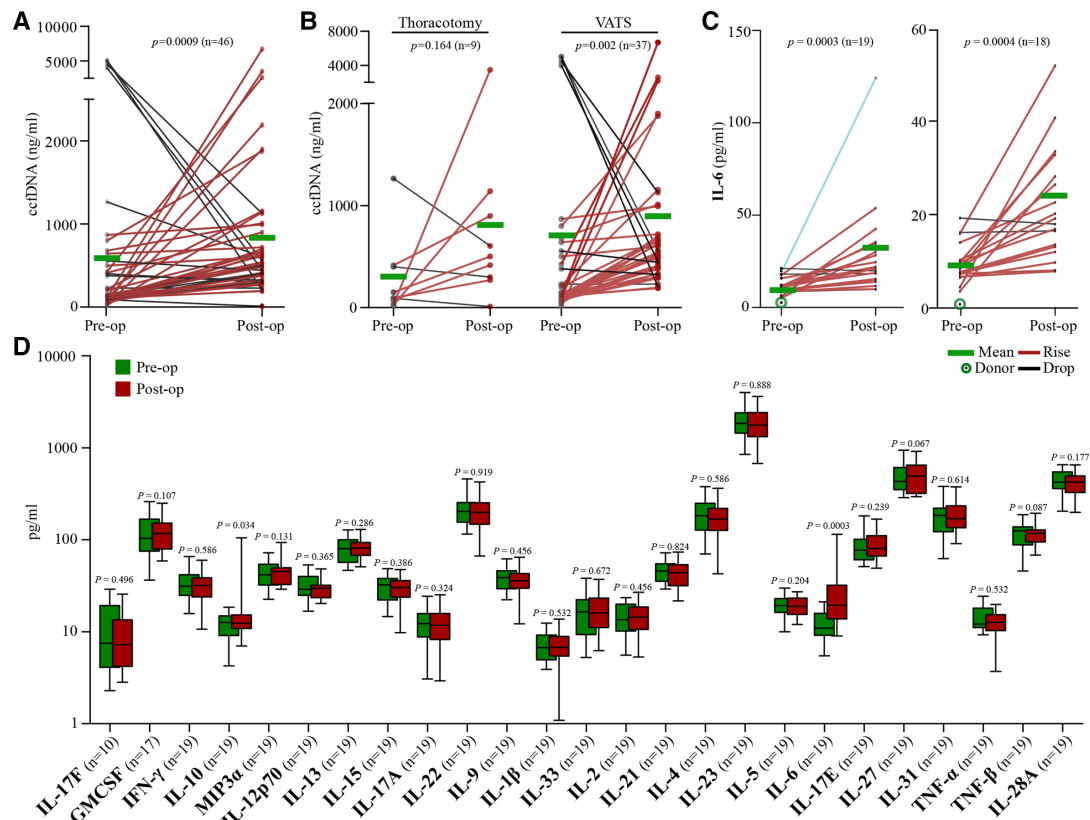 A
p=0.0009 (n=46)
10000
5000
2000
1000
0
ccfDNA (ng/ml)
Pre-op
Post-op
B
Thoracotomy
VATS
p=0.164 (n=9)
p=0.002 (n=37)
8000
4000
2000
1000
0
ccfDNA (ng/ml)
Pre-op
Post-op
Pre-op
Post-op
C
p = 0.0003 (n=19)
p = 0.0004 (n=18)
150
100
50
0
IL-6 (pg/ml)
60
40
20
0
Pre-op
Post-op
Pre-op
Post-op
Mean
Rise
Donor
Drop
D
Pre-op
Post-op
10000
1000
100
10
1
pg/ml
P = 0.496
P = 0.107
P = 0.586
P = 0.034
P = 0.131
P = 0.365
P = 0.286
P = 0.386
P = 0.324
P = 0.919
P = 0.456
P = 0.532
P = 0.672
P = 0.456
P = 0.824
P = 0.586
P = 0.888
P = 0.204
P = 0.0003
P = 0.239
P = 0.067
P = 0.614
P = 0.532
P = 0.087
P = 0.177
IL-17F (n=10)
GMCSF (n=17)
IFN-γ (n=19)
IL-10 (n=19)
MIP3α (n=19)
IL-12p70 (n=19)
IL-13 (n=19)
IL-15 (n=19)
IL-17A (n=19)
IL-22 (n=19)
IL-9 (n=19)
IL-1β (n=19)
IL-33 (n=19)
IL-2 (n=19)
IL-21 (n=19)
IL-4 (n=19)
IL-23 (n=19)
IL-5 (n=19)
IL-6 (n=19)
IL-17E (n=19)
IL-27 (n=19)
IL-31 (n=19)
TNF-α (n=19)
TNF-β (n=19)
IL-28A (n=19)